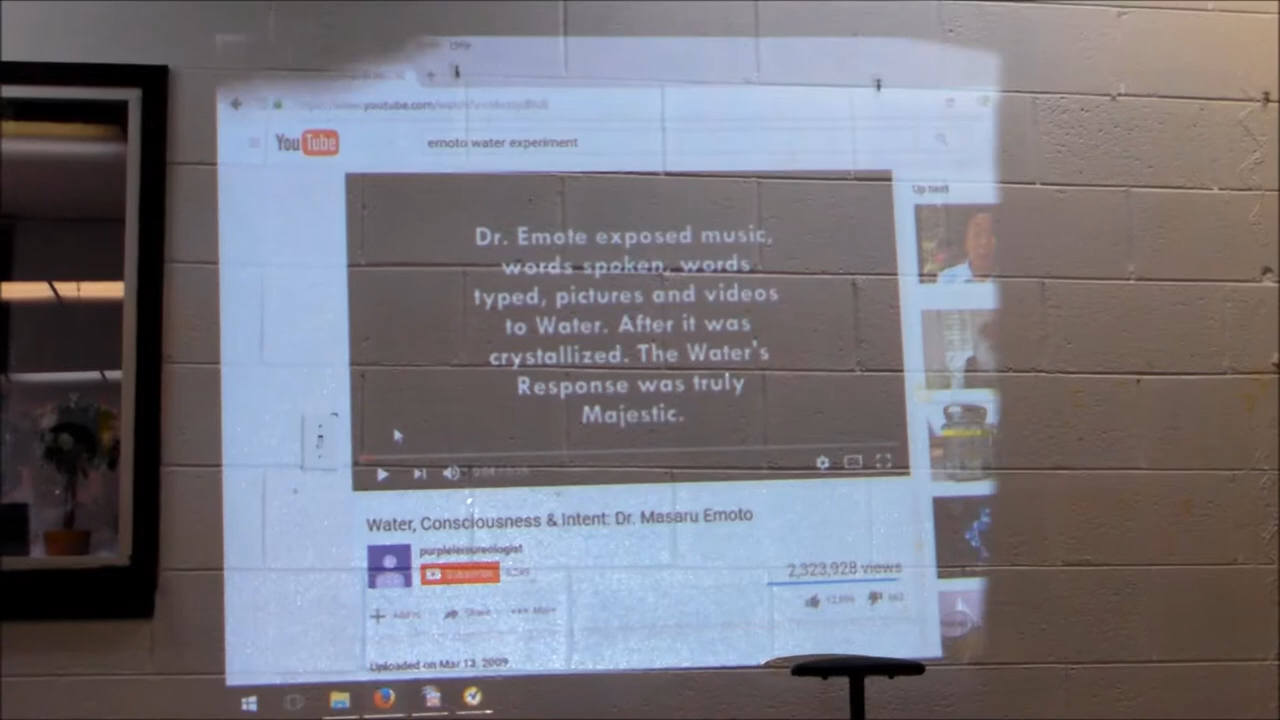 emoto water experiment
YouTube
Up next
Dr. Emote exposed music,
words spoken, words
typed, pictures and videos
to Water. After it was
crystallized. The Water's
Response was truly
Majestic.
Water, Consciousness & Intent: Dr. Masaru Emoto
purpleleisureologist
2,323,928 views
Share
More
Uploaded on Mar 13, 2009